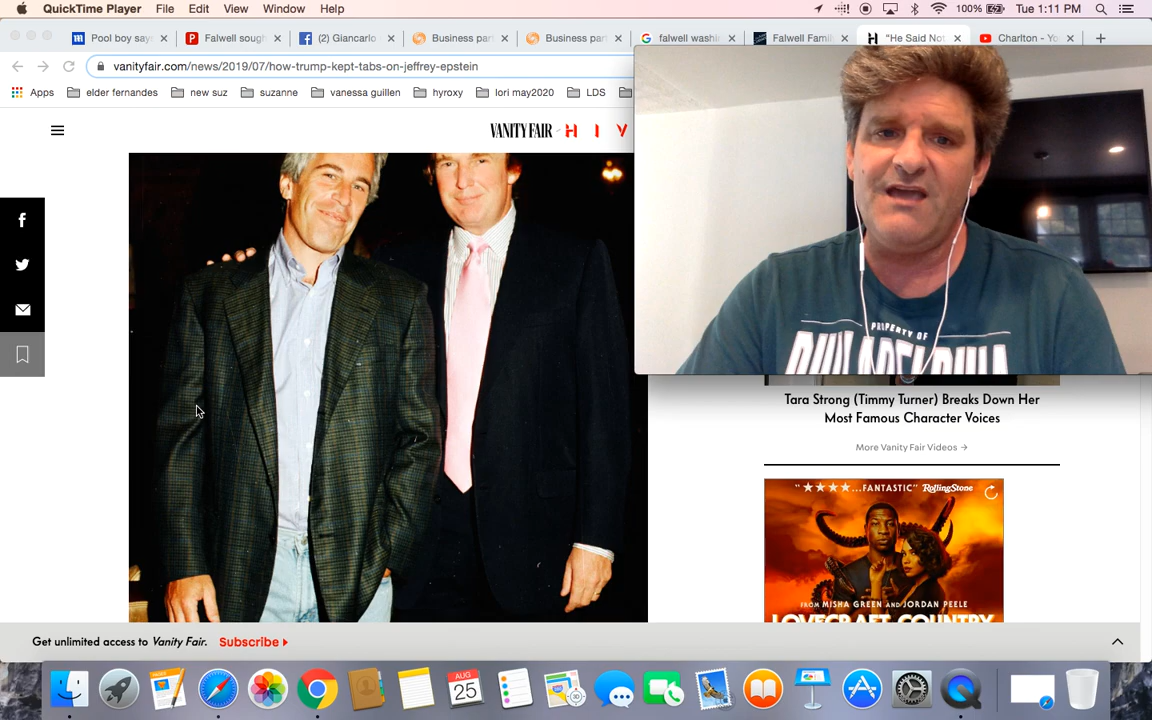 QuickTime Player File Edit View Window Help 100% Tue 1:11 PM
Pool boy say
Falwell sough
(2) Giancarlo
Business par
Business part
falwell washi
Falwell Famil
"He Said Not
Charlton - Yo
vanityfair.com/news/2019/07/how-trump-kept-tabs-on-jeffrey-epstein
Apps elder fernandes new suz suzanne vanessa guillen hyroxy lori may2020 LDS
VANITY FAIR H I V
PROPERTY OF
PHILADELPHIA
Tara Strong (Timmy Turner) Breaks Down Her
Most Famous Character Voices
More Vanity Fair Videos →
"★★★★...FANTASTIC" RollingStone
FROM MISHA GREEN AND JORDAN PEELE
LOVECRAFT COUNTRY
Get unlimited access to Vanity Fair. Subscribe
AUG
25